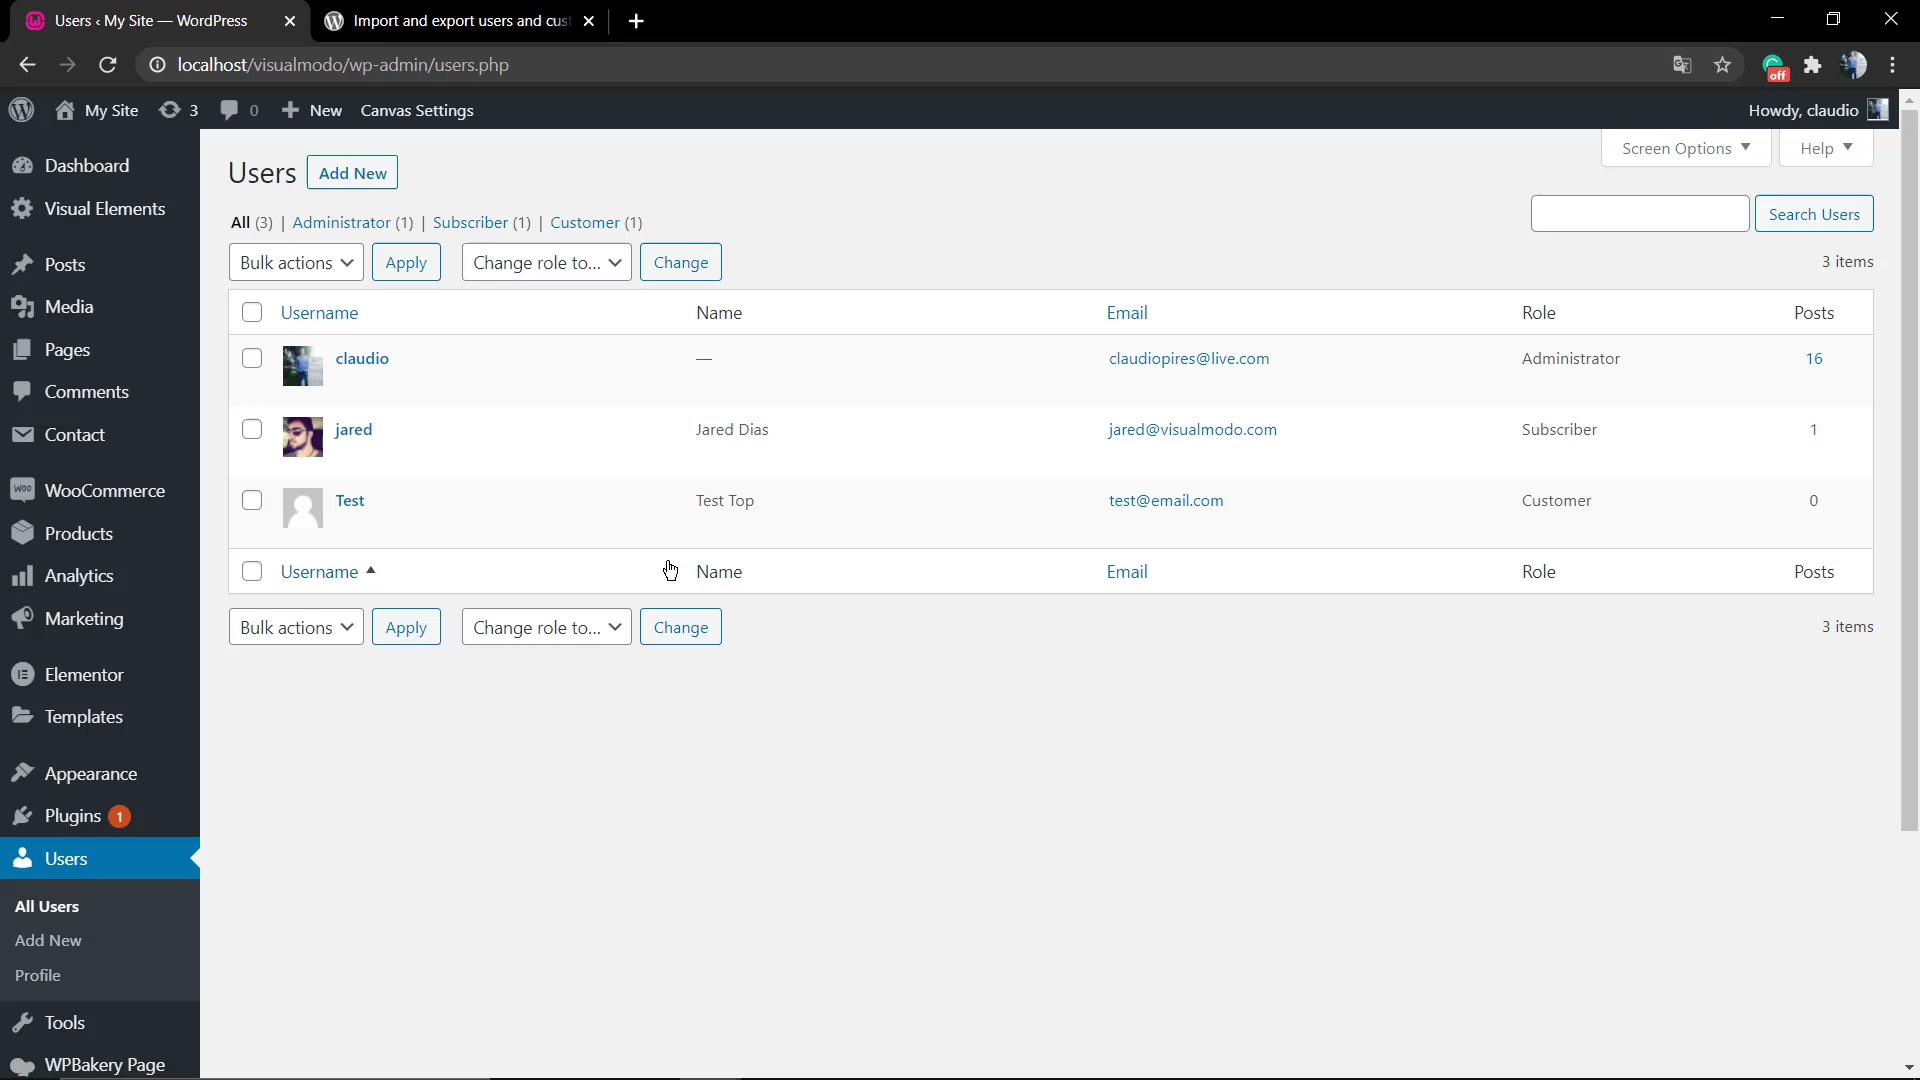 Users ‹ My Site — WordPress
Import and export users and cus
localhost/visualmodo/wp-admin/users.php
off
My Site 3 0 New Canvas Settings
Howdy, claudio
Dashboard
Visual Elements
Posts
Media
Pages
Comments
Contact
Woo WooCommerce
Products
Analytics
Marketing
Elementor
Templates
Appearance
Plugins 1
Users
All Users
Add New
Profile
Tools
WPBakery Page
Screen Options Help
Users Add New
All (3) | Administrator (1) | Subscriber (1) | Customer (1)
Search Users
Bulk actions Apply Change role to... Change 3 items
Username Name Email Role Posts
claudio — claudiopires@live.com Administrator 16
jared Jared Dias jared@visualmodo.com Subscriber 1
Test Test Top test@email.com Customer 0
Username Name Email Role Posts
Bulk actions Apply Change role to... Change 3 items